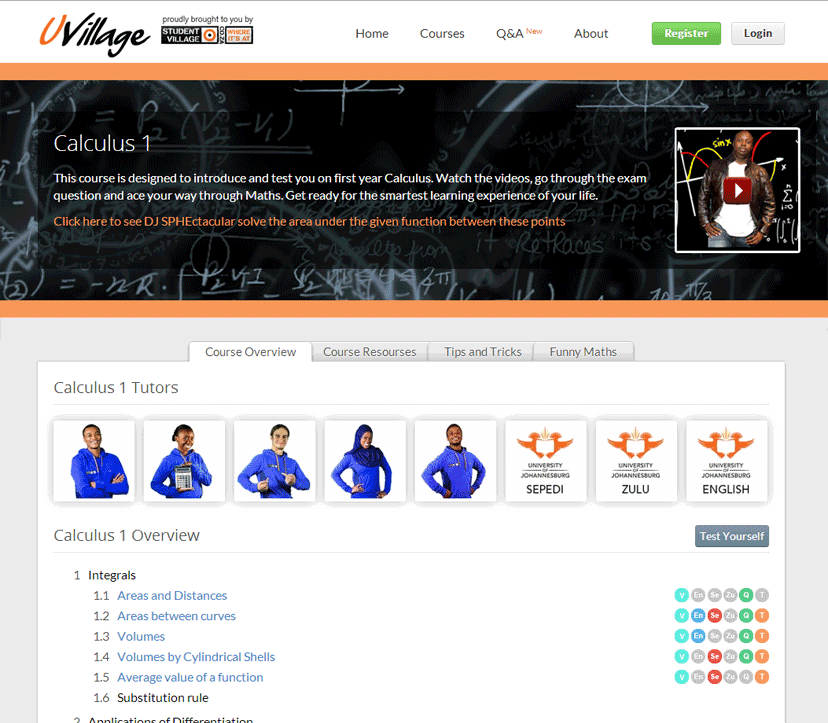 UVillage
proudly brought to you by
STUDENT VILLAGE
WHERE IT'S AT
Home
Courses
Q&A New
About
Register
Login
Calculus 1
This course is designed to introduce and test you on first year Calculus. Watch the videos, go through the exam
question and ace your way through Maths. Get ready for the smartest learning experience of your life.
Click here to see DJ SPHEctacular solve the area under the given function between these points
sin x
Course Overview
Course Resourses
Tips and Tricks
Funny Maths
Calculus 1 Tutors
UNIVERSITY
OF
JOHANNESBURG
SEPEDI
UNIVERSITY
OF
JOHANNESBURG
ZULU
UNIVERSITY
OF
JOHANNESBURG
ENGLISH
Calculus 1 Overview
Test Yourself
1 Integrals
1.1 Areas and Distances
V En Se Zu Q T
1.2 Areas between curves
V En Se Zu Q T
1.3 Volumes
V En Se Zu Q T
1.4 Volumes by Cylindrical Shells
V En Se Zu Q T
1.5 Average value of a function
V En Se Zu Q T
1.6 Substitution rule
2 Applications of Differentiation